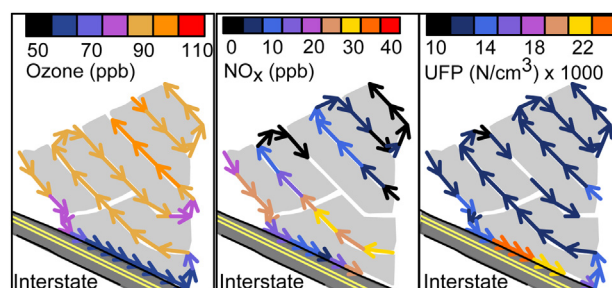 50 70 90 110
Ozone (ppb)
Interstate
0 10 20 30 40
NOx (ppb)
Interstate
10 14 18 22
UFP (N/cm3) x 1000
Interstate